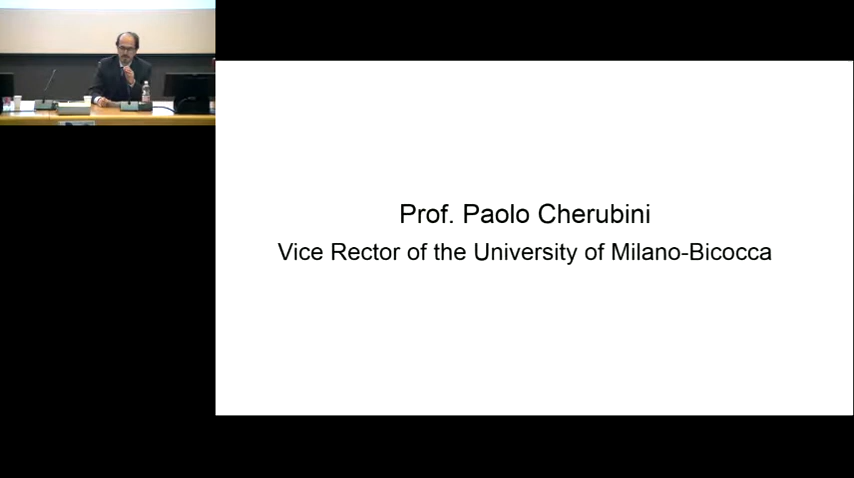 Prof. Paolo Cherubini
Vice Rector of the University of Milano-Bicocca